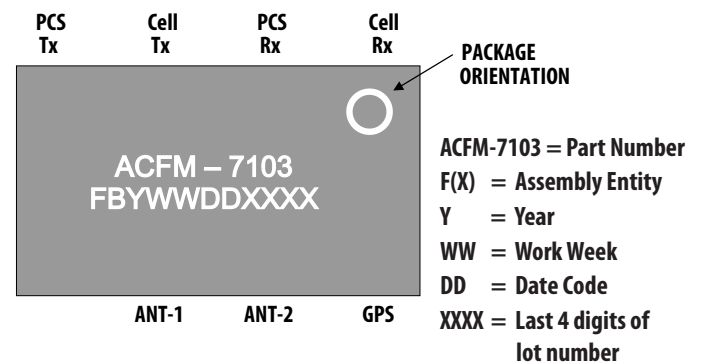 PCS Cell PCS Cell
Tx Tx Rx Rx
PACKAGE
ORIENTATION
ACFM – 7103
FBYWWDDXXXX
ACFM-7103 = Part Number
F(X) = Assembly Entity
Y = Year
WW = Work Week
DD = Date Code
XXXX = Last 4 digits of
lot number
ANT-1 ANT-2 GPS